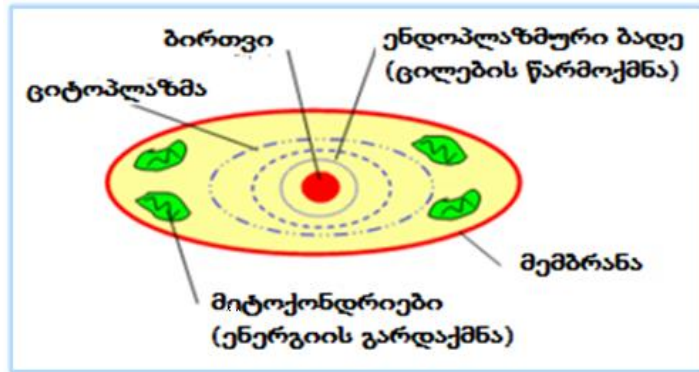 ბირთვი
ენდოპლაზმური ბადე
(ცილების წარმოქმნა)
ციტოპლაზმა
მემბრანა
მიტოქონდრიები
(ენერგიის გარდაქმნა)